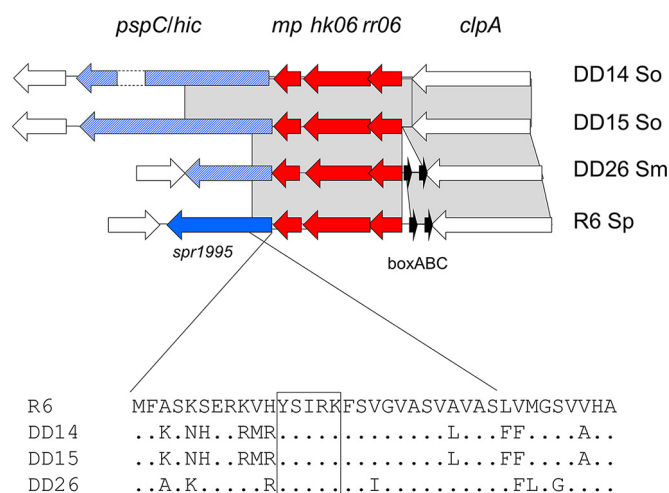 pspC/hic mp hk06 rr06 clpA
DD14 So
DD15 So
DD26 Sm
R6 Sp
spr1995
boxABC
R6 MFASKSERKVHYSIRKFSVGVASVAVASLVMGSVVHA
DD14 ..K.NH..RMR.............L...FF....A..
DD15 ..K.NH..RMR.............L...FF....A..
DD26 ..A.K.....R.......I..........FL.G....